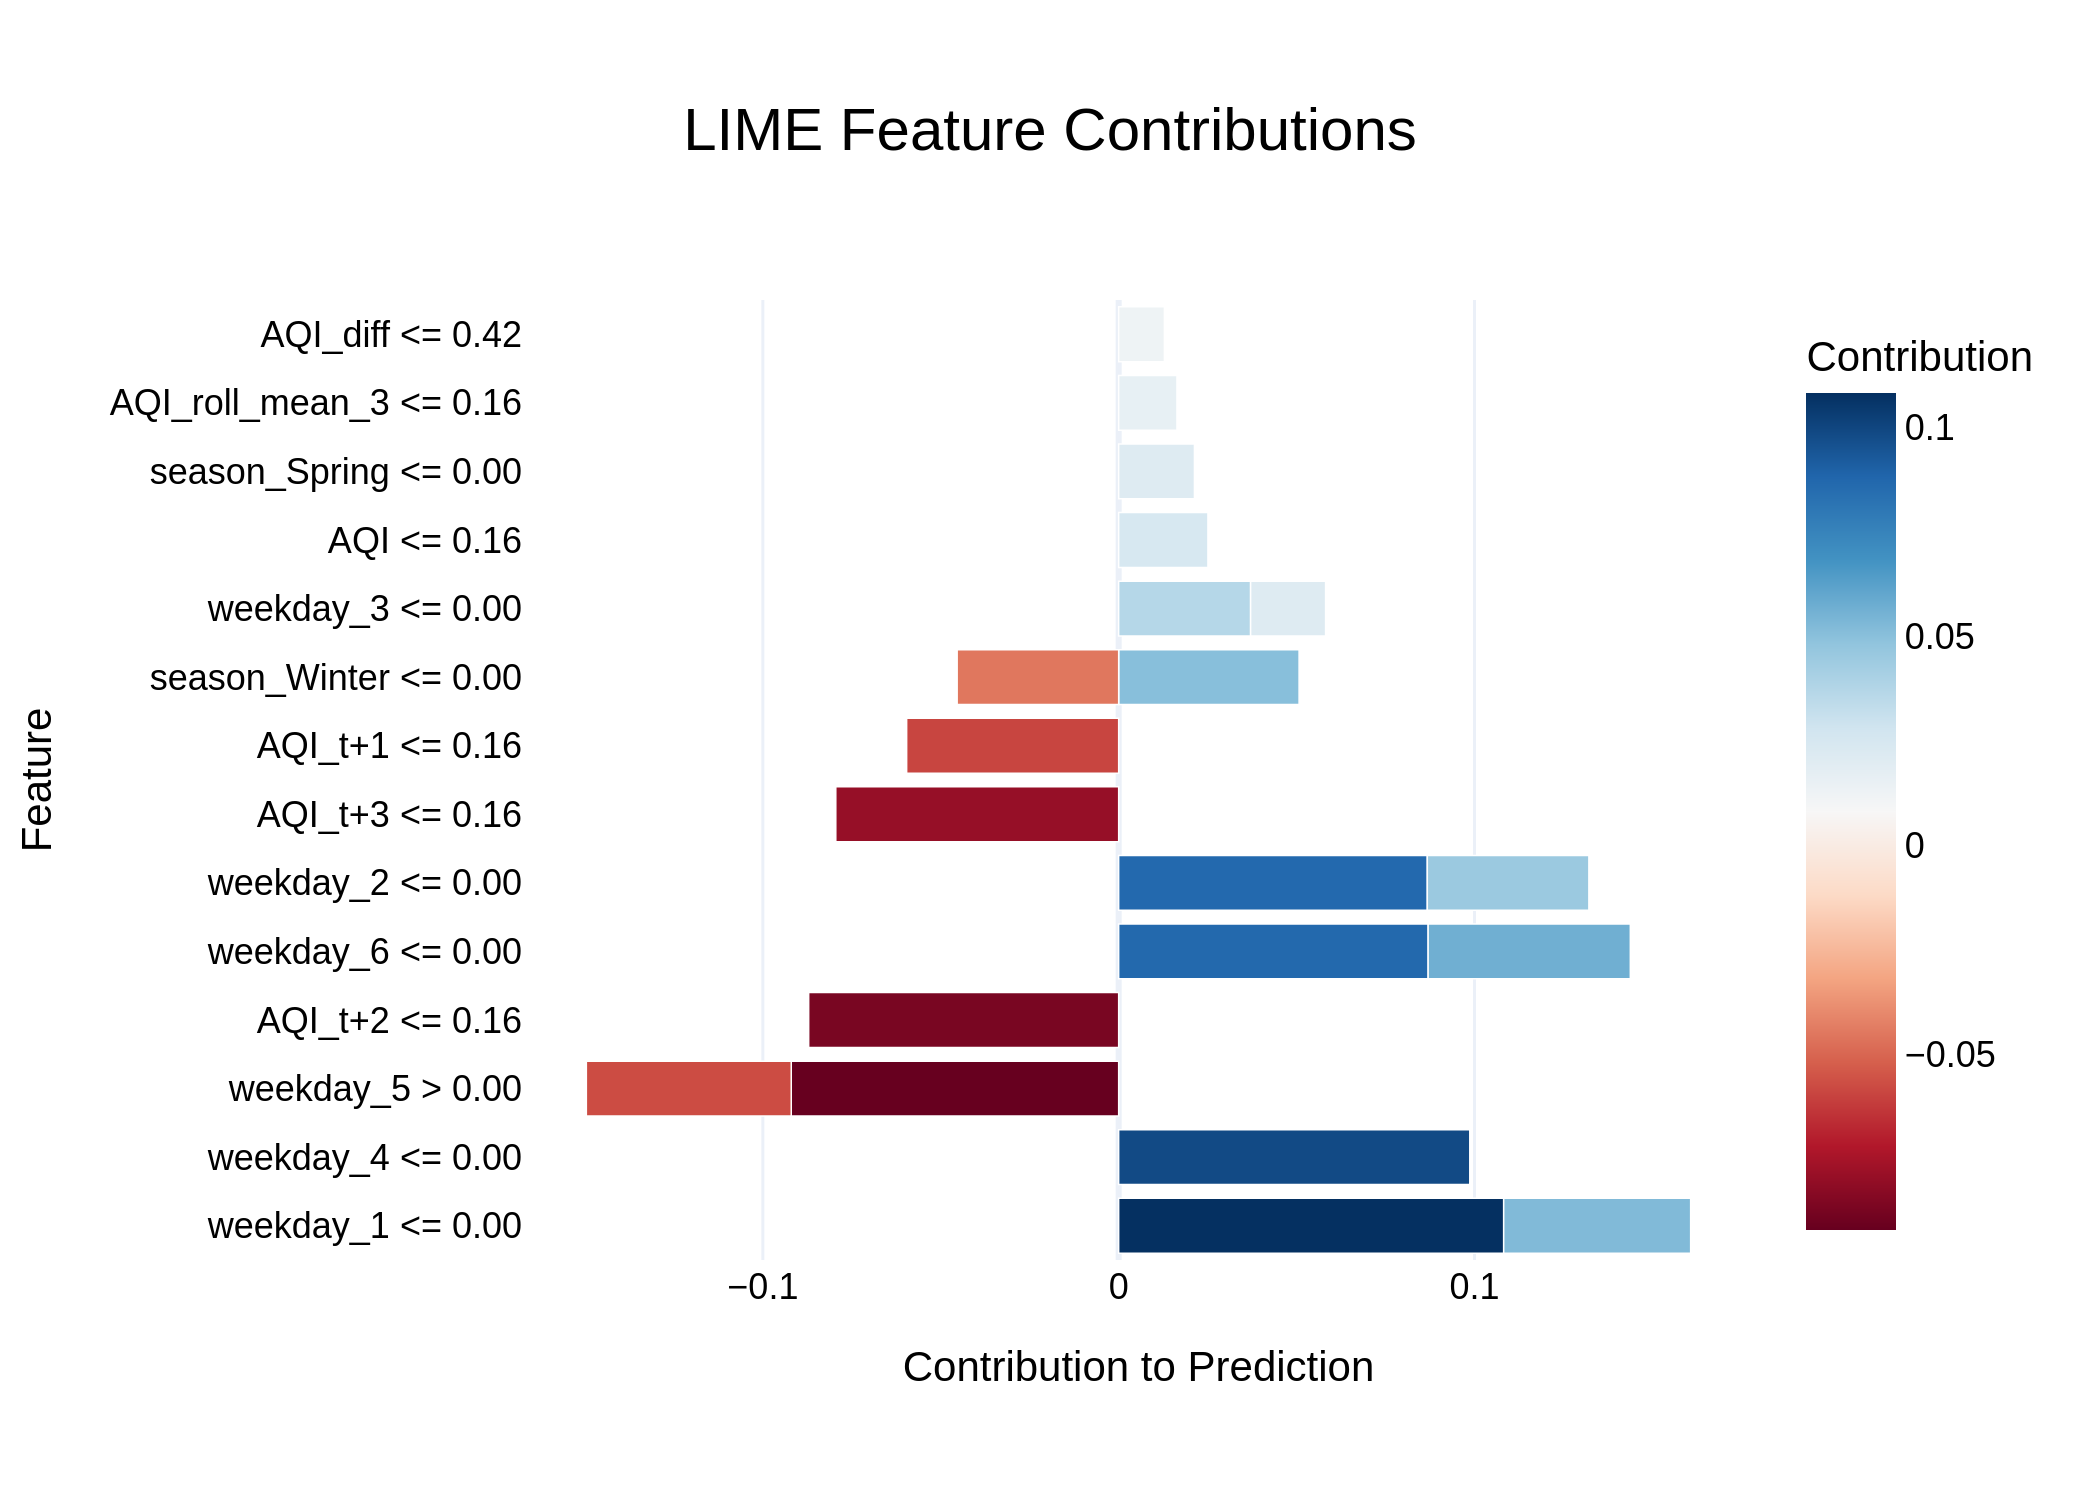 LIME Feature Contributions
AQI_diff <= 0.42
AQI_roll_mean_3 <= 0.16
season_Spring <= 0.00
AQI <= 0.16
weekday_3 <= 0.00
season_Winter <= 0.00
AQI_t+1 <= 0.16
AQI_t+3 <= 0.16
weekday_2 <= 0.00
weekday_6 <= 0.00
AQI_t+2 <= 0.16
weekday_5 > 0.00
weekday_4 <= 0.00
weekday_1 <= 0.00
Feature
−0.1
0
0.1
Contribution to Prediction
Contribution
0.1
0.05
0
−0.05